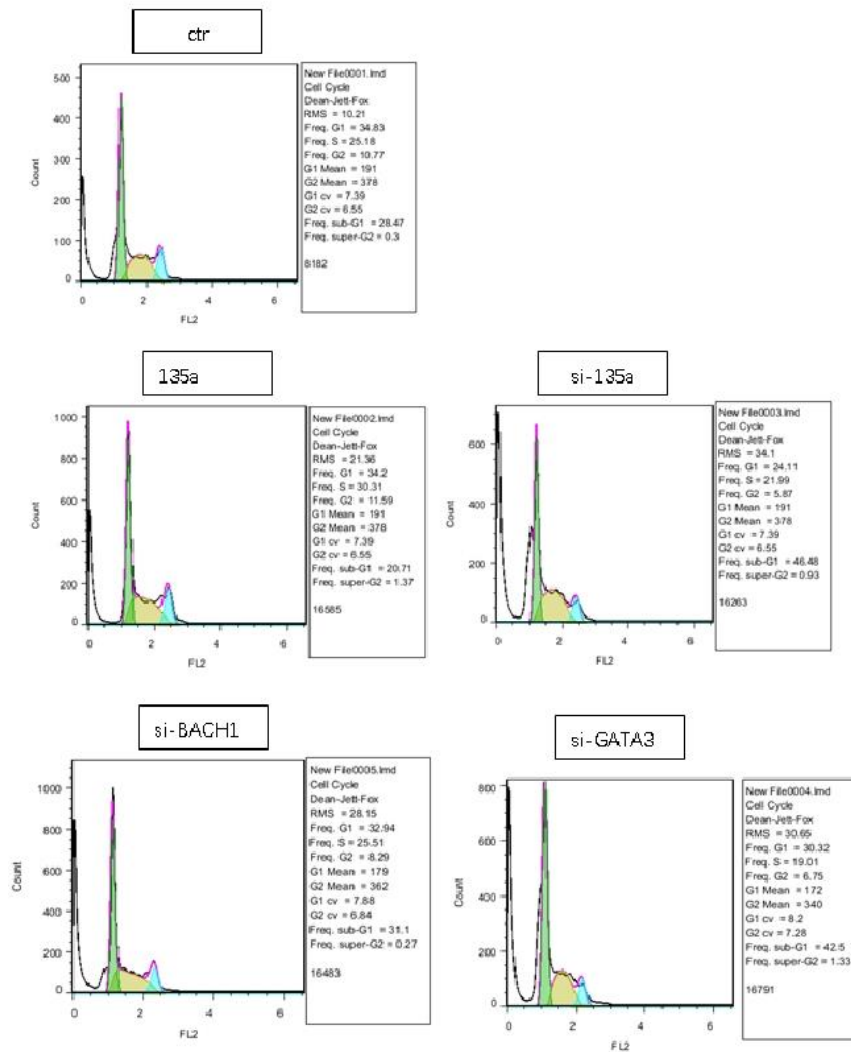 ctr
500
400
300
200
100
0
Count
0 2 4 6
FL2
New File0001.lmd
Cell Cycle
Dean-Jett-Fox
RMS = 10.21
Freq. G1 = 34.83
Freq. S = 25.18
Freq. G2 = 10.77
G1 Mean = 191
G2 Mean = 378
G1 cv = 7.39
G2 cv = 6.55
Freq. sub-G1 = 28.47
Freq. super-G2 = 0.3
8182
135a
1000
800
600
400
200
0
Count
0 2 4 6
FL2
New File0002.lmd
Cell Cycle
Dean-Jett-Fox
RMS = 21.36
Freq. G1 = 34.2
Freq. S = 30.31
Freq. G2 = 11.59
G1 Mean = 191
G2 Mean = 378
G1 cv = 7.39
G2 cv = 6.55
Freq. sub-G1 = 20.71
Freq. super-G2 = 1.37
16585
si-135a
600
400
200
0
Count
0 2 4 6
FL2
New File0003.lmd
Cell Cycle
Dean-Jett-Fox
RMS = 34.1
Freq. G1 = 24.11
Freq. S = 21.99
Freq. G2 = 5.87
G1 Mean = 191
G2 Mean = 378
G1 cv = 7.39
G2 cv = 6.55
Freq. sub-G1 = 46.48
Freq. super-G2 = 0.93
16263
si-BACH1
1000
800
600
400
200
0
Count
0 2 4 6
FL2
New File0005.lmd
Cell Cycle
Dean-Jett-Fox
RMS = 28.15
Freq. G1 = 32.94
Freq. S = 25.51
Freq. G2 = 8.29
G1 Mean = 179
G2 Mean = 362
G1 cv = 7.88
G2 cv = 6.84
Freq. sub-G1 = 31.1
Freq. super-G2 = 0.27
16483
si-GATA3
800
600
400
200
0
Count
0 2 4 6
FL2
New File0004.lmd
Cell Cycle
Dean-Jett-Fox
RMS = 30.65
Freq. G1 = 30.32
Freq. S = 19.01
Freq. G2 = 6.75
G1 Mean = 172
G2 Mean = 340
G1 cv = 8.2
G2 cv = 7.28
Freq. sub-G1 = 42.5
Freq. super-G2 = 1.33
16791